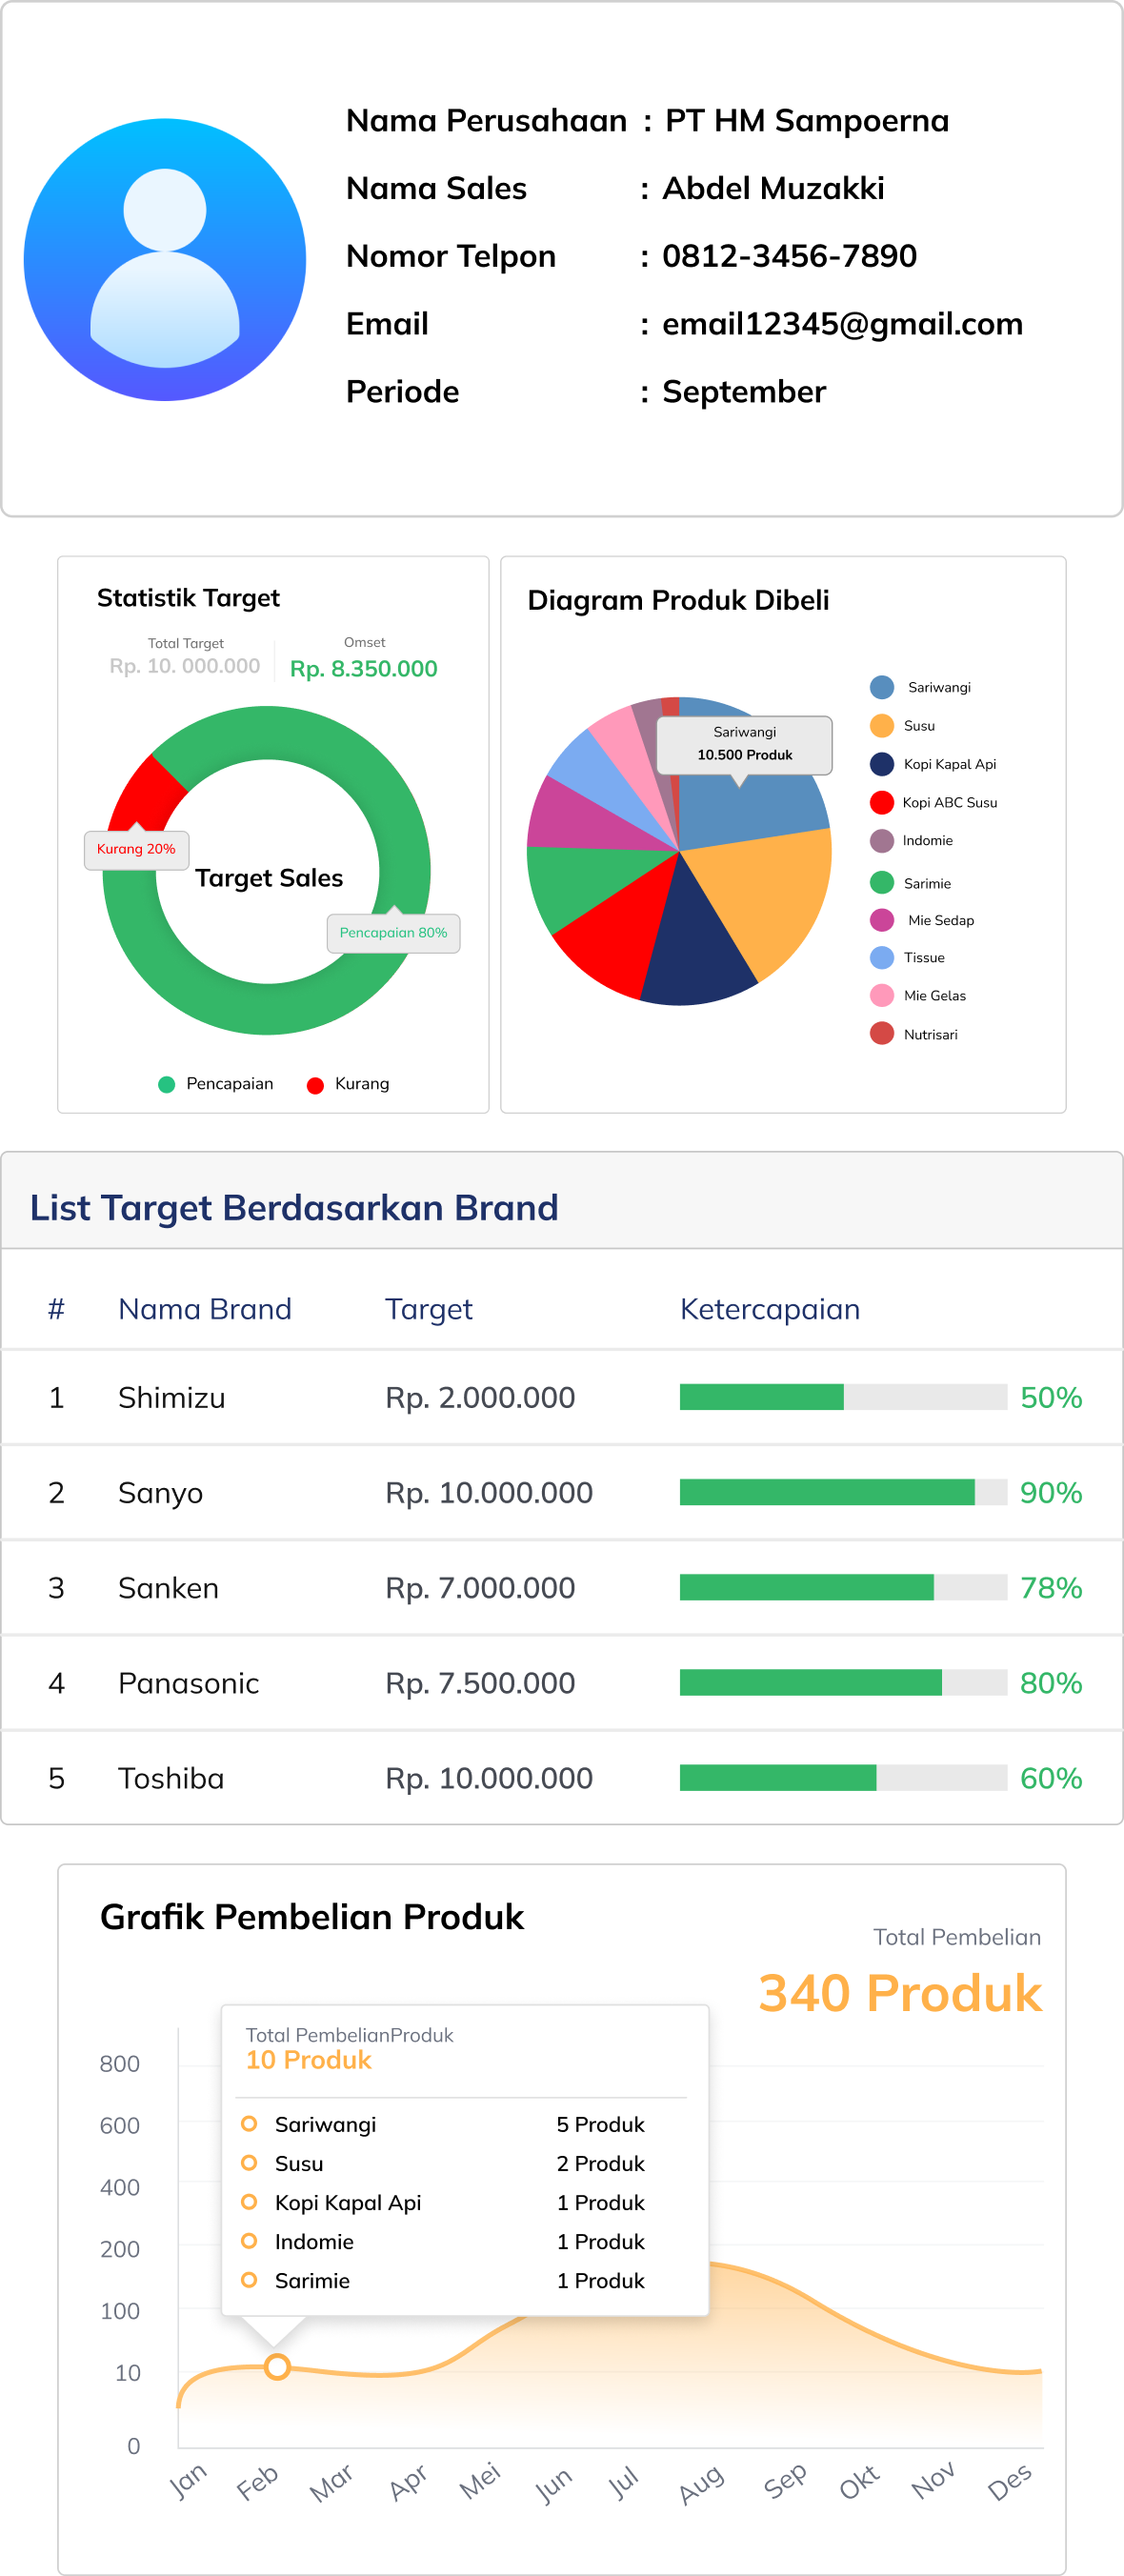 Nama Perusahaan : PT HM Sampoerna
Nama Sales : Abdel Muzakki
Nomor Telpon : 0812-3456-7890
Email : email12345@gmail.com
Periode : September
Statistik Target
Total Target
Rp. 10. 000.000
Omset
Rp. 8.350.000
Kurang 20%
Target Sales
Pencapaian 80%
Pencapaian
Kurang
Diagram Produk Dibeli
Sariwangi
10.500 Produk
Sariwangi
Susu
Kopi Kapal Api
Kopi ABC Susu
Indomie
Sarimie
Mie Sedap
Tissue
Mie Gelas
Nutrisari
List Target Berdasarkan Brand
# Nama Brand Target Ketercapaian
1 Shimizu Rp. 2.000.000 50%
2 Sanyo Rp. 10.000.000 90%
3 Sanken Rp. 7.000.000 78%
4 Panasonic Rp. 7.500.000 80%
5 Toshiba Rp. 10.000.000 60%
Grafik Pembelian Produk
Total Pembelian
340 Produk
Total PembelianProduk
10 Produk
Sariwangi 5 Produk
Susu 2 Produk
Kopi Kapal Api 1 Produk
Indomie 1 Produk
Sarimie 1 Produk
800
600
400
200
100
10
0
Jan Feb Mar Apr Mei Jun Jul Aug Sep Okt Nov Des